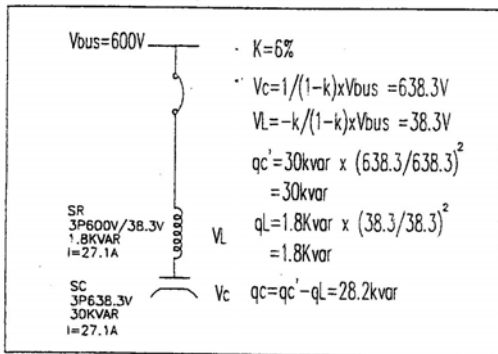 Vbus=600V
K=6%
Vc=1/(1-k)xVbus =638.3V
VL=-k/(1-k)xVbus =38.3V
qc'=30kvar x (638.3/638.3)²
=30kvar
SR
3P600V/38.3V
1.8KVAR
I=27.1A
VL
qL=1.8Kvar x (38.3/38.3)²
=1.8Kvar
SC
3P638.3V
30KVAR
I=27.1A
Vc
qc=qc'-qL=28.2kvar